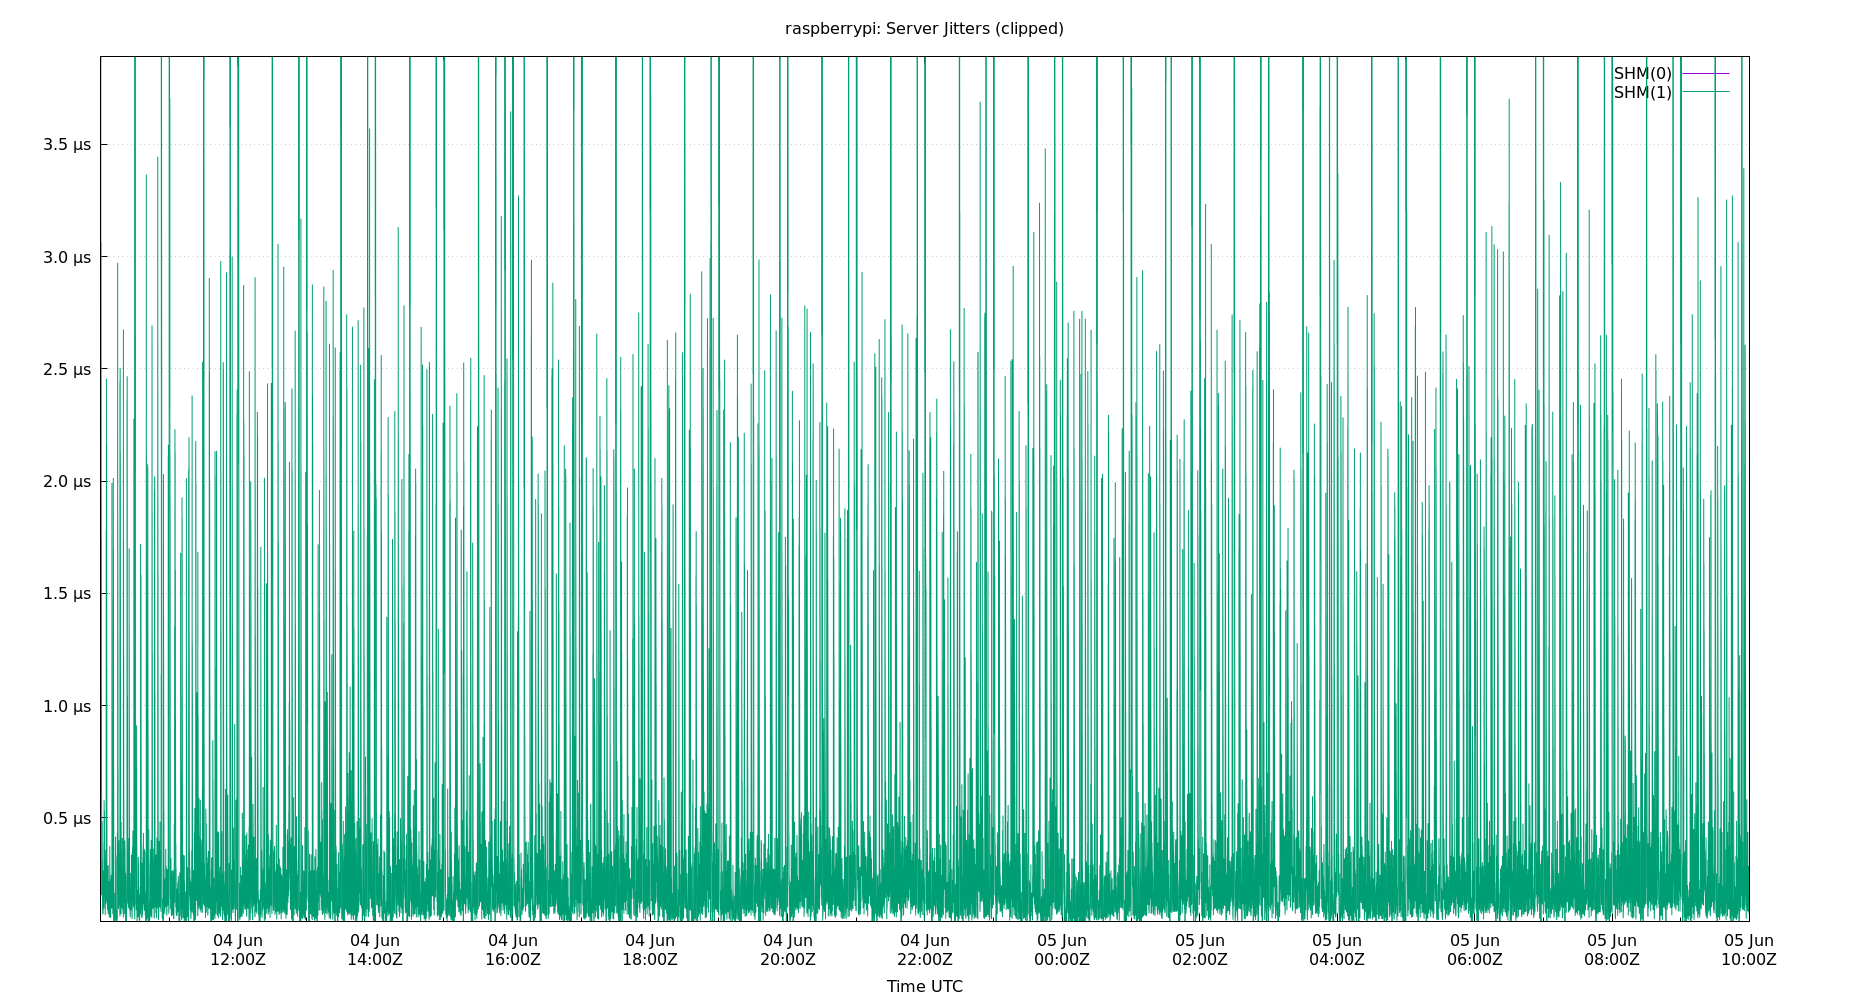 raspberrypi: Server Jitters (clipped)
SHM(0)
SHM(1)
3.5 µs
3.0 µs
2.5 µs
2.0 µs
1.5 µs
1.0 µs
0.5 µs
04 Jun 04 Jun 04 Jun 04 Jun 04 Jun 04 Jun 05 Jun 05 Jun 05 Jun 05 Jun 05 Jun 05 Jun
12:00Z 14:00Z 16:00Z 18:00Z 20:00Z 22:00Z 00:00Z 02:00Z 04:00Z 06:00Z 08:00Z 10:00Z
Time UTC